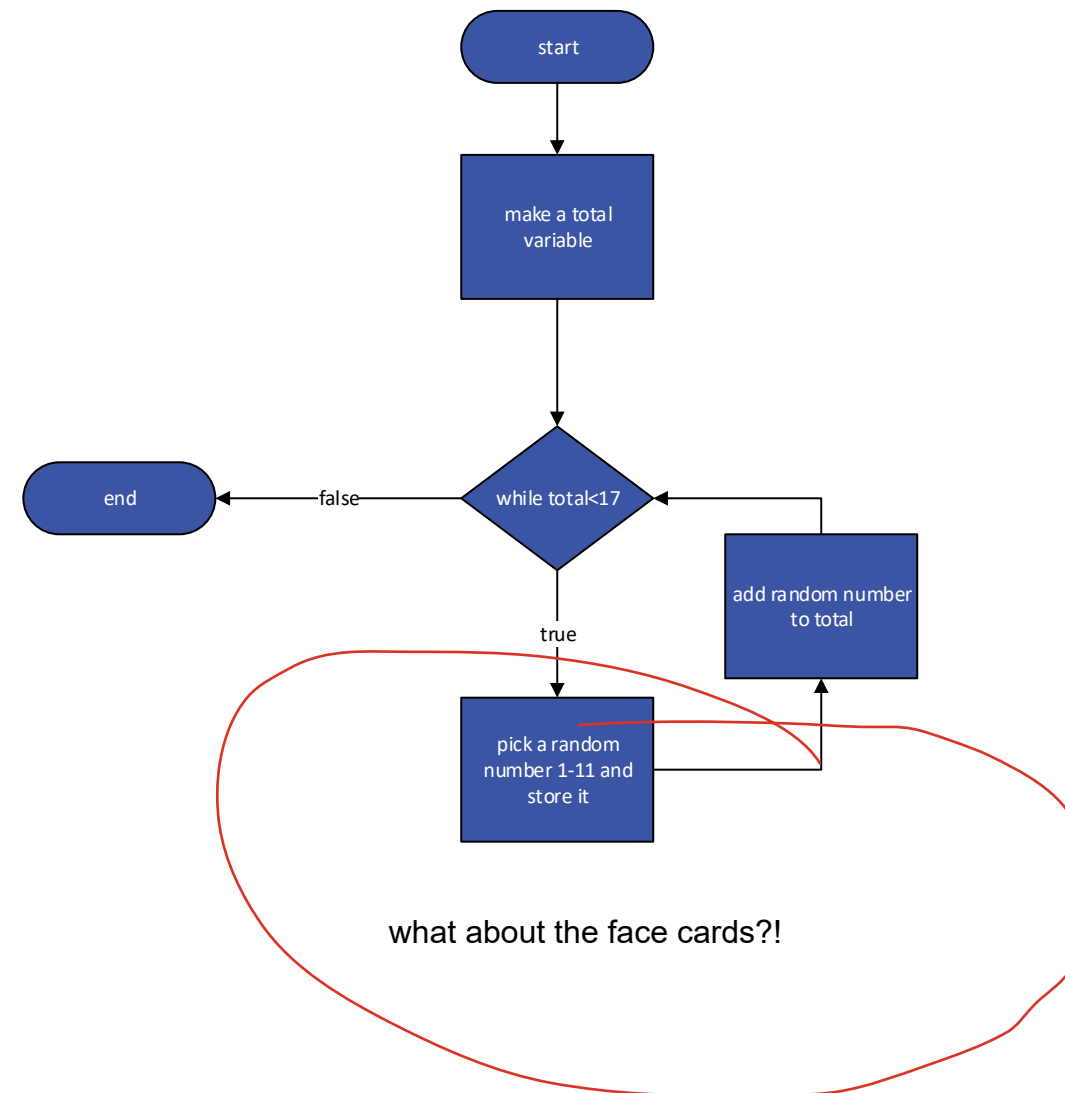 start
make a total
variable
while total<17
false
end
true
add random number
to total
pick a random
number 1-11 and
store it
what about the face cards?!